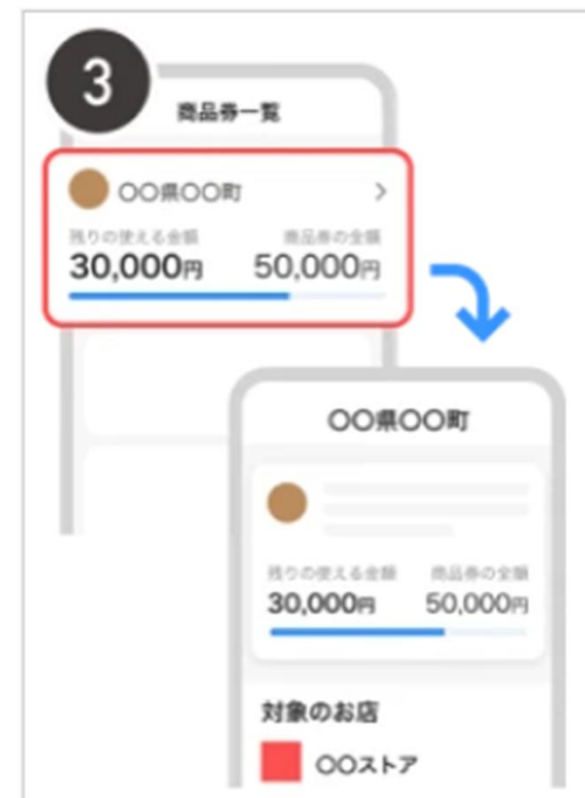 3
商品券一覧
〇〇県〇〇町
残りの使える金額 商品券の全額
30,000円 50,000円
〇〇県〇〇町
残りの使える金額 商品券の全額
30,000円 50,000円
対象のお店
〇〇ストア